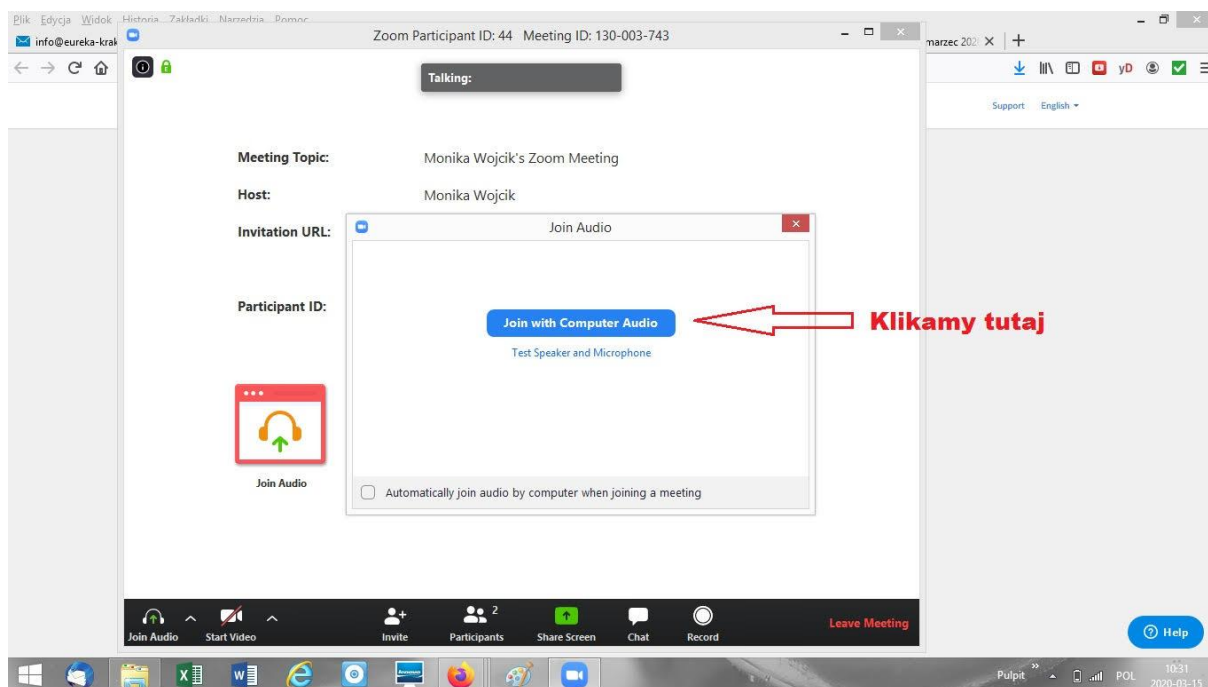 Plik Edycja Widok Historia Zakładki Narzędzia Pomoc
Zoom Participant ID: 44 Meeting ID: 130-003-743
info@eureka-krak
marzec 202
Talking:
Support English
Meeting Topic: Monika Wojcik's Zoom Meeting
Host: Monika Wojcik
Invitation URL:
Join Audio
Participant ID:
Join with Computer Audio
Klikamy tutaj
Test Speaker and Microphone
Join Audio
Automatically join audio by computer when joining a meeting
2
Join Audio Start Video Invite Participants Share Screen Chat Record Leave Meeting
Help
Pulpit » POL 10:31
2020-03-15